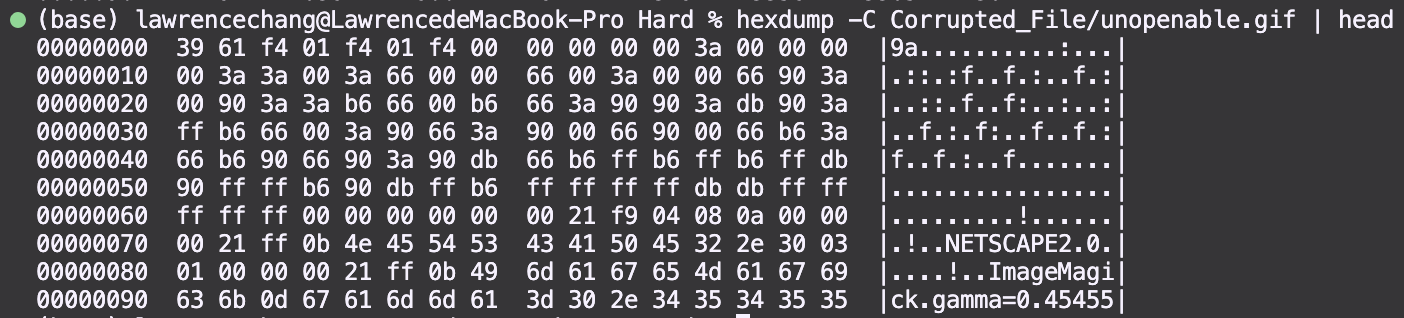 (base) lawrencechang@LawrencedeMacBook-Pro Hard % hexdump -C Corrupted_File/unopenable.gif | head
00000000  39 61 f4 01 f4 01 f4 00  00 00 00 00 3a 00 00 00  |9a..........:...|
00000010  00 3a 3a 00 3a 66 00 00  66 00 3a 00 00 66 90 3a  |.::.:f..f.:..f.:|
00000020  00 90 3a 3a b6 66 00 b6  66 3a 90 90 3a db 90 3a  |..::.f..f:..:..:|
00000030  ff b6 66 00 3a 90 66 3a  90 00 66 90 00 66 b6 3a  |..f.:.f:..f..f.:|
00000040  66 b6 90 66 90 3a 90 db  66 b6 ff b6 ff b6 ff db  |f..f.:..f.......|
00000050  90 ff ff b6 90 db ff b6  ff ff ff ff db db ff ff  |................|
00000060  ff ff ff 00 00 00 00 00  00 21 f9 04 08 0a 00 00  |.........!......|
00000070  00 21 ff 0b 4e 45 54 53  43 41 50 45 32 2e 30 03  |.!..NETSCAPE2.0.|
00000080  01 00 00 00 21 ff 0b 49  6d 61 67 65 4d 61 67 69  |....!..ImageMagi|
00000090  63 6b 0d 67 61 6d 6d 61  3d 30 2e 34 35 34 35 35  |ck.gamma=0.45455|